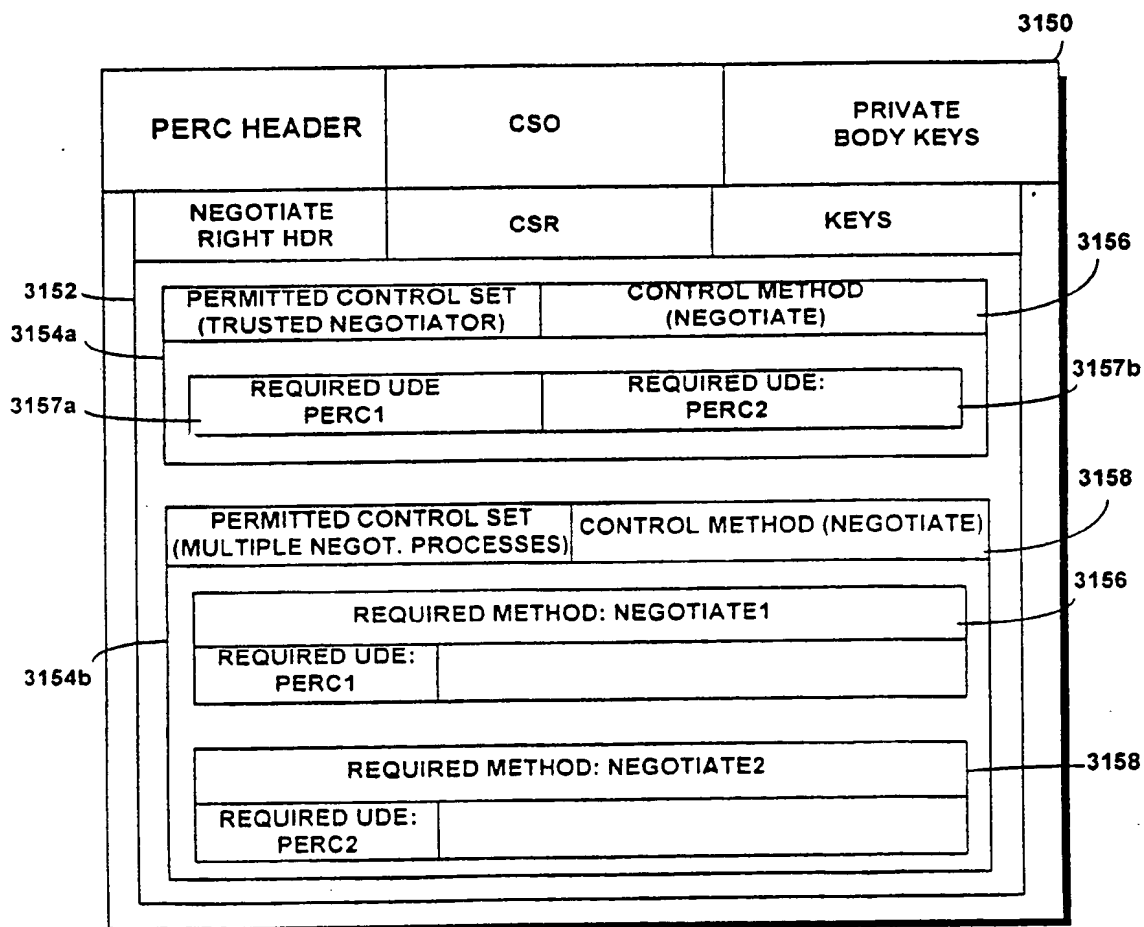 3150
PERC HEADER
CSO
PRIVATE
BODY KEYS
NEGOTIATE
RIGHT HDR
CSR
KEYS
3156
3152
PERMITTED CONTROL SET
(TRUSTED NEGOTIATOR)
CONTROL METHOD
(NEGOTIATE)
3154a
3157b
REQUIRED UDE
PERC1
REQUIRED UDE:
PERC2
3157a
3158
PERMITTED CONTROL SET
(MULTIPLE NEGOT. PROCESSES)
CONTROL METHOD (NEGOTIATE)
3156
REQUIRED METHOD: NEGOTIATE1
REQUIRED UDE:
PERC1
3154b
REQUIRED METHOD: NEGOTIATE2
3158
REQUIRED UDE:
PERC2